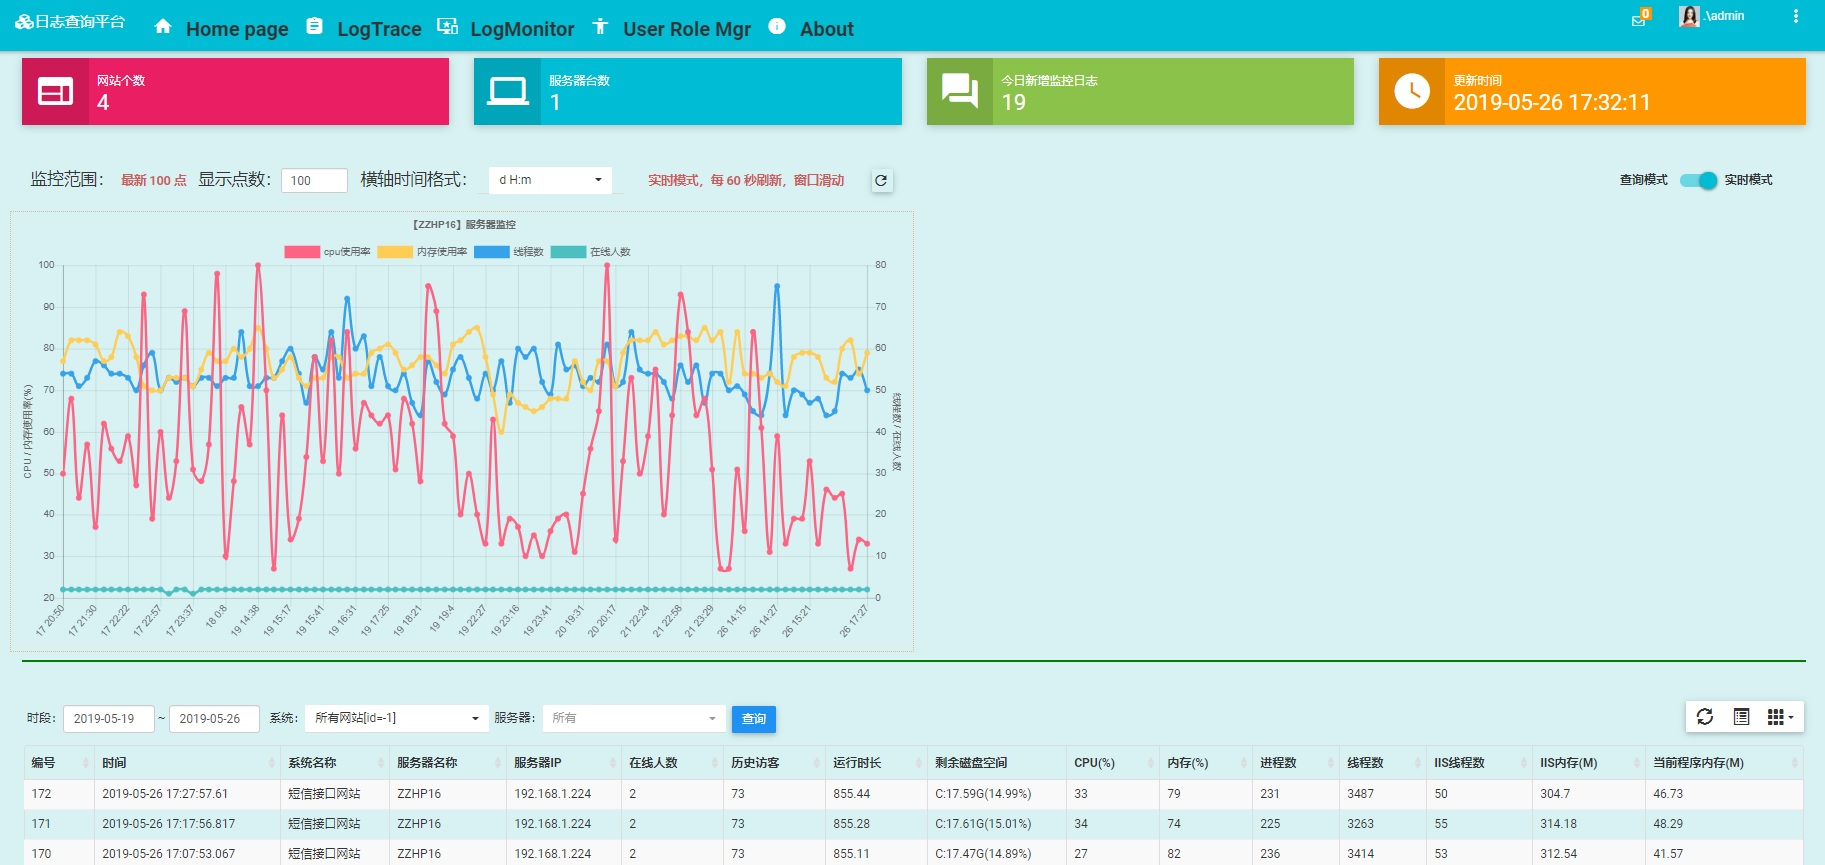 日志查询平台 Home page LogTrace LogMonitor User Role Mgr About 0 .\admin
网站个数
4
服务器台数
1
今日新增监控日志
19
更新时间
2019-05-26 17:32:11
监控范围: 最新 100 点 显示点数: 100 横轴时间格式: d H:m 实时模式, 每 60 秒刷新, 窗口滑动 查询模式 实时模式
【ZZHP16】服务器监控
cpu使用率 内存使用率 线程数 在线人数
CPU / 内存使用率(%)
100
90
80
70
60
50
40
30
20
80
70
60
50
40
30
20
10
0
线程数 / 在线人数
17 20:50 17 21:30 17 22:22 17 22:57 17 23:37 18 0:8 19 14:38 19 15:17 19 15:41 19 16:31 19 17:25 19 18:21 19 19:4 19 22:27 19 23:16 19 23:41 20 19:31 20 20:17 21 22:24 21 22:58 21 23:29 26 14:15 26 14:27 26 15:21 26 17:27
时段: 2019-05-19 ~ 2019-05-26 系统: 所有网站[id=-1] 服务器: 所有 查询
编号 时间 系统名称 服务器名称 服务器IP 在线人数 历史访客 运行时长 剩余磁盘空间 CPU(%) 内存(%) 进程数 线程数 IIS线程数 IIS内存(M) 当前程序内存(M)
172 2019-05-26 17:27:57.61 短信接口网站 ZZHP16 192.168.1.224 2 73 855.44 C:17.59G(14.99%) 33 79 231 3487 50 304.7 46.73
171 2019-05-26 17:17:56.817 短信接口网站 ZZHP16 192.168.1.224 2 73 855.28 C:17.61G(15.01%) 34 74 225 3263 55 314.18 48.29
170 2019-05-26 17:07:53.067 短信接口网站 ZZHP16 192.168.1.224 2 73 855.11 C:17.47G(14.89%) 27 82 236 3414 53 312.54 41.57